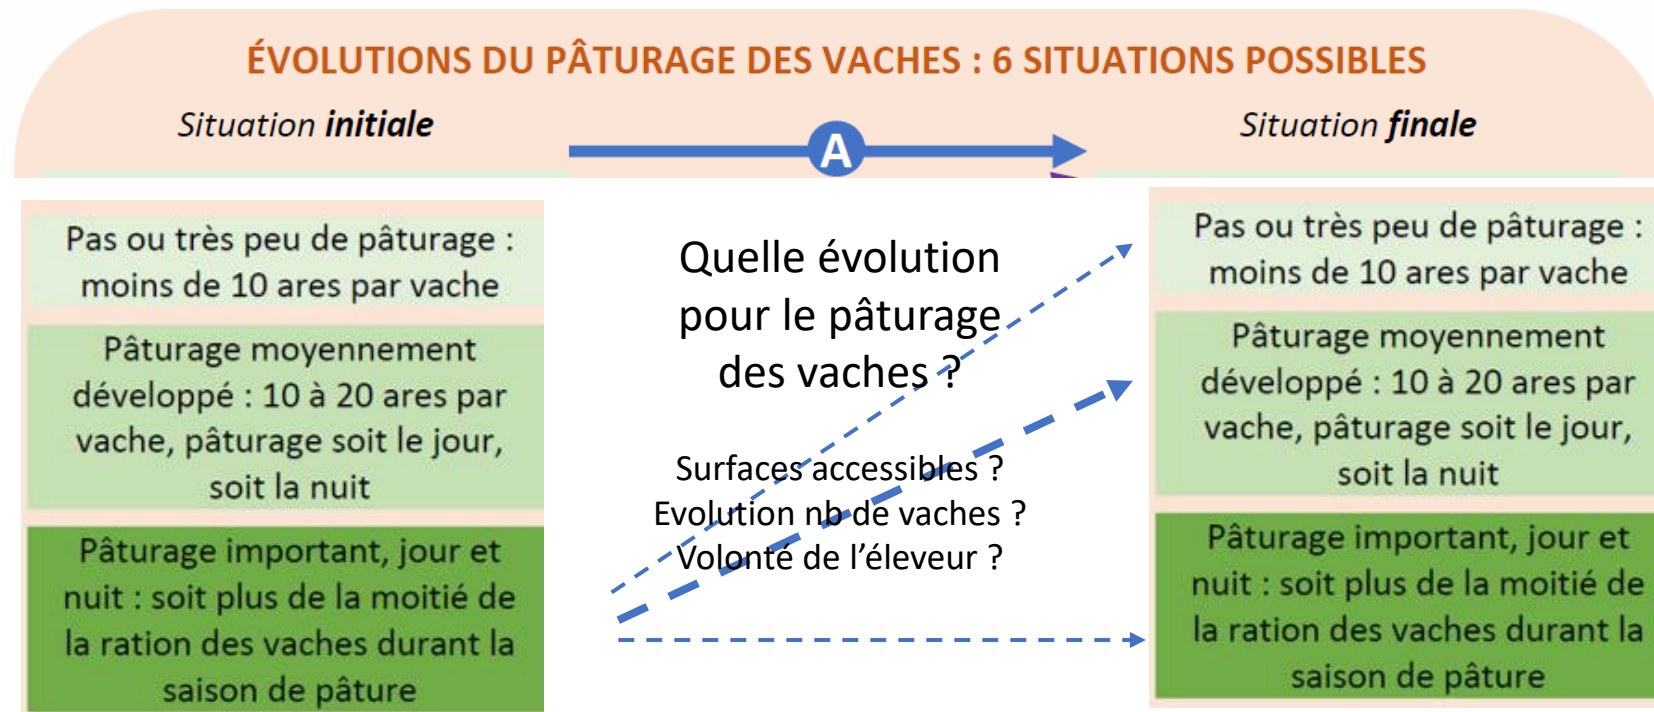 ÉVOLUTIONS DU PÂTURAGE DES VACHES : 6 SITUATIONS POSSIBLES
Situation initiale
A
Situation finale
Pas ou très peu de pâturage :
moins de 10 ares par vache
Pâturage moyennement
développé : 10 à 20 ares par
vache, pâturage soit le jour,
soit la nuit
Pâturage important, jour et
nuit : soit plus de la moitié de
la ration des vaches durant la
saison de pâture
Quelle évolution
pour le pâturage
des vaches ?
Surfaces accessibles ?
Evolution nb de vaches ?
Volonté de l’éleveur ?
Pas ou très peu de pâturage :
moins de 10 ares par vache
Pâturage moyennement
développé : 10 à 20 ares par
vache, pâturage soit le jour,
soit la nuit
Pâturage important, jour et
nuit : soit plus de la moitié de
la ration des vaches durant la
saison de pâture